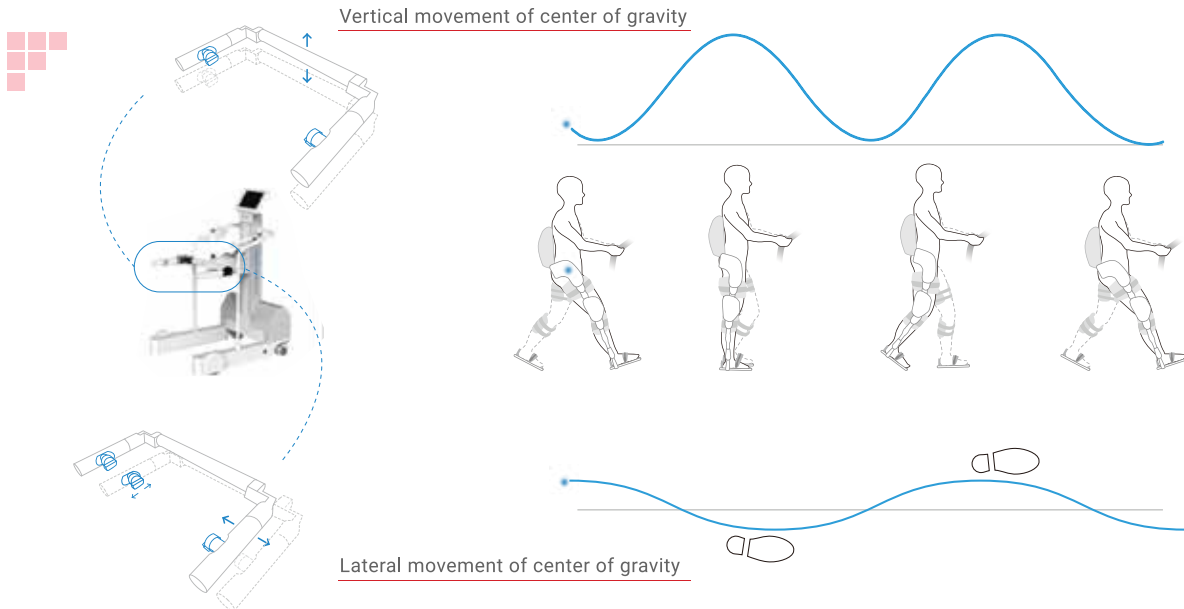 Vertical movement of center of gravity
Lateral movement of center of gravity